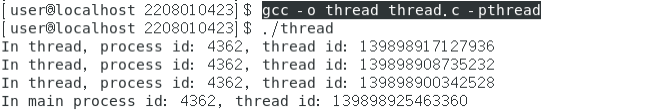 [user@localhost 2208010423]$ gcc -o thread thread.c -pthread
[user@localhost 2208010423]$ ./thread
In thread, process id: 4362, thread id: 139898917127936
In thread, process id: 4362, thread id: 139898908735232
In thread, process id: 4362, thread id: 139898900342528
In main process id: 4362, thread id: 139898925463360